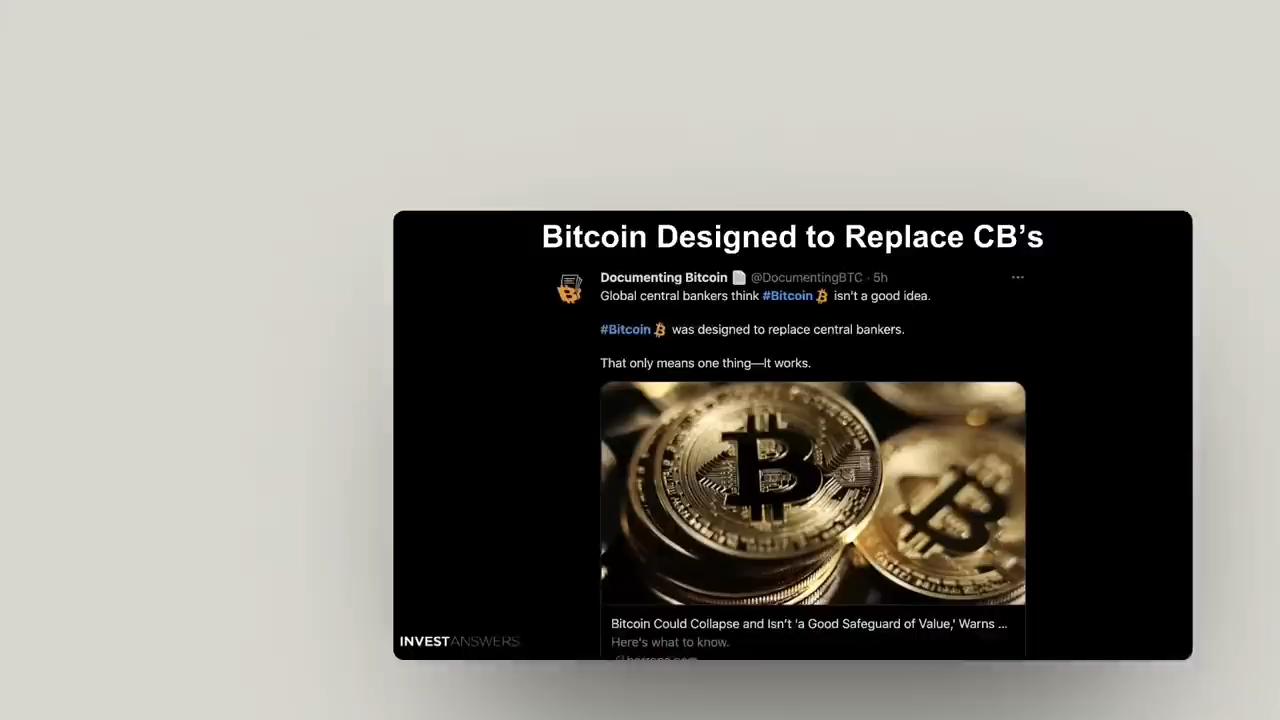 Bitcoin Designed to Replace CB's
Documenting Bitcoin @DocumentingBTC · 5h
Global central bankers think #Bitcoin isn't a good idea.
#Bitcoin was designed to replace central bankers.
That only means one thing—It works.
Bitcoin Could Collapse and Isn't 'a Good Safeguard of Value,' Warns ...
Here's what to know.
INVESTANSWERS